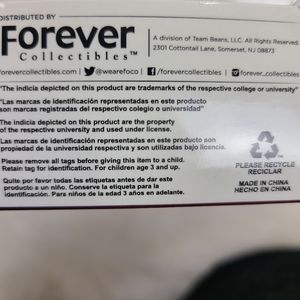 DISTRIBUTED BY
Forever
Collectibles™
A division of Team Beans, LLC. All Rights Reserved.
2301 Cottontail Lane, Somerset, NJ 08873
forevercollectibles.com | @wearefoco | /forevercollectibles | forever_collectibles
"The indicia depicted on this product are trademarks of the respective college or university"
"Las marcas de identificación representadas en este producto
son marcas registradas del respectivo colegio o universidad"
The indicia depicted on this product are the property
of the respective university and used under license.
Las marcas de identificación representadas en este producto son
propiedad de la universidad respectiva y son utilizadas bajo licencia.
Please remove all tags before giving this item to a child.
Retain tag for identification. For children age 3 and up.
Quite por favor todas las etiquetas antes de dar este
producto a un niño. Conserve la etiqueta para la
identificación. Para niños de la edad 3 años en adelante.
PLEASE RECYCLE
RECICLAR
MADE IN CHINA
HECHO EN CHINA